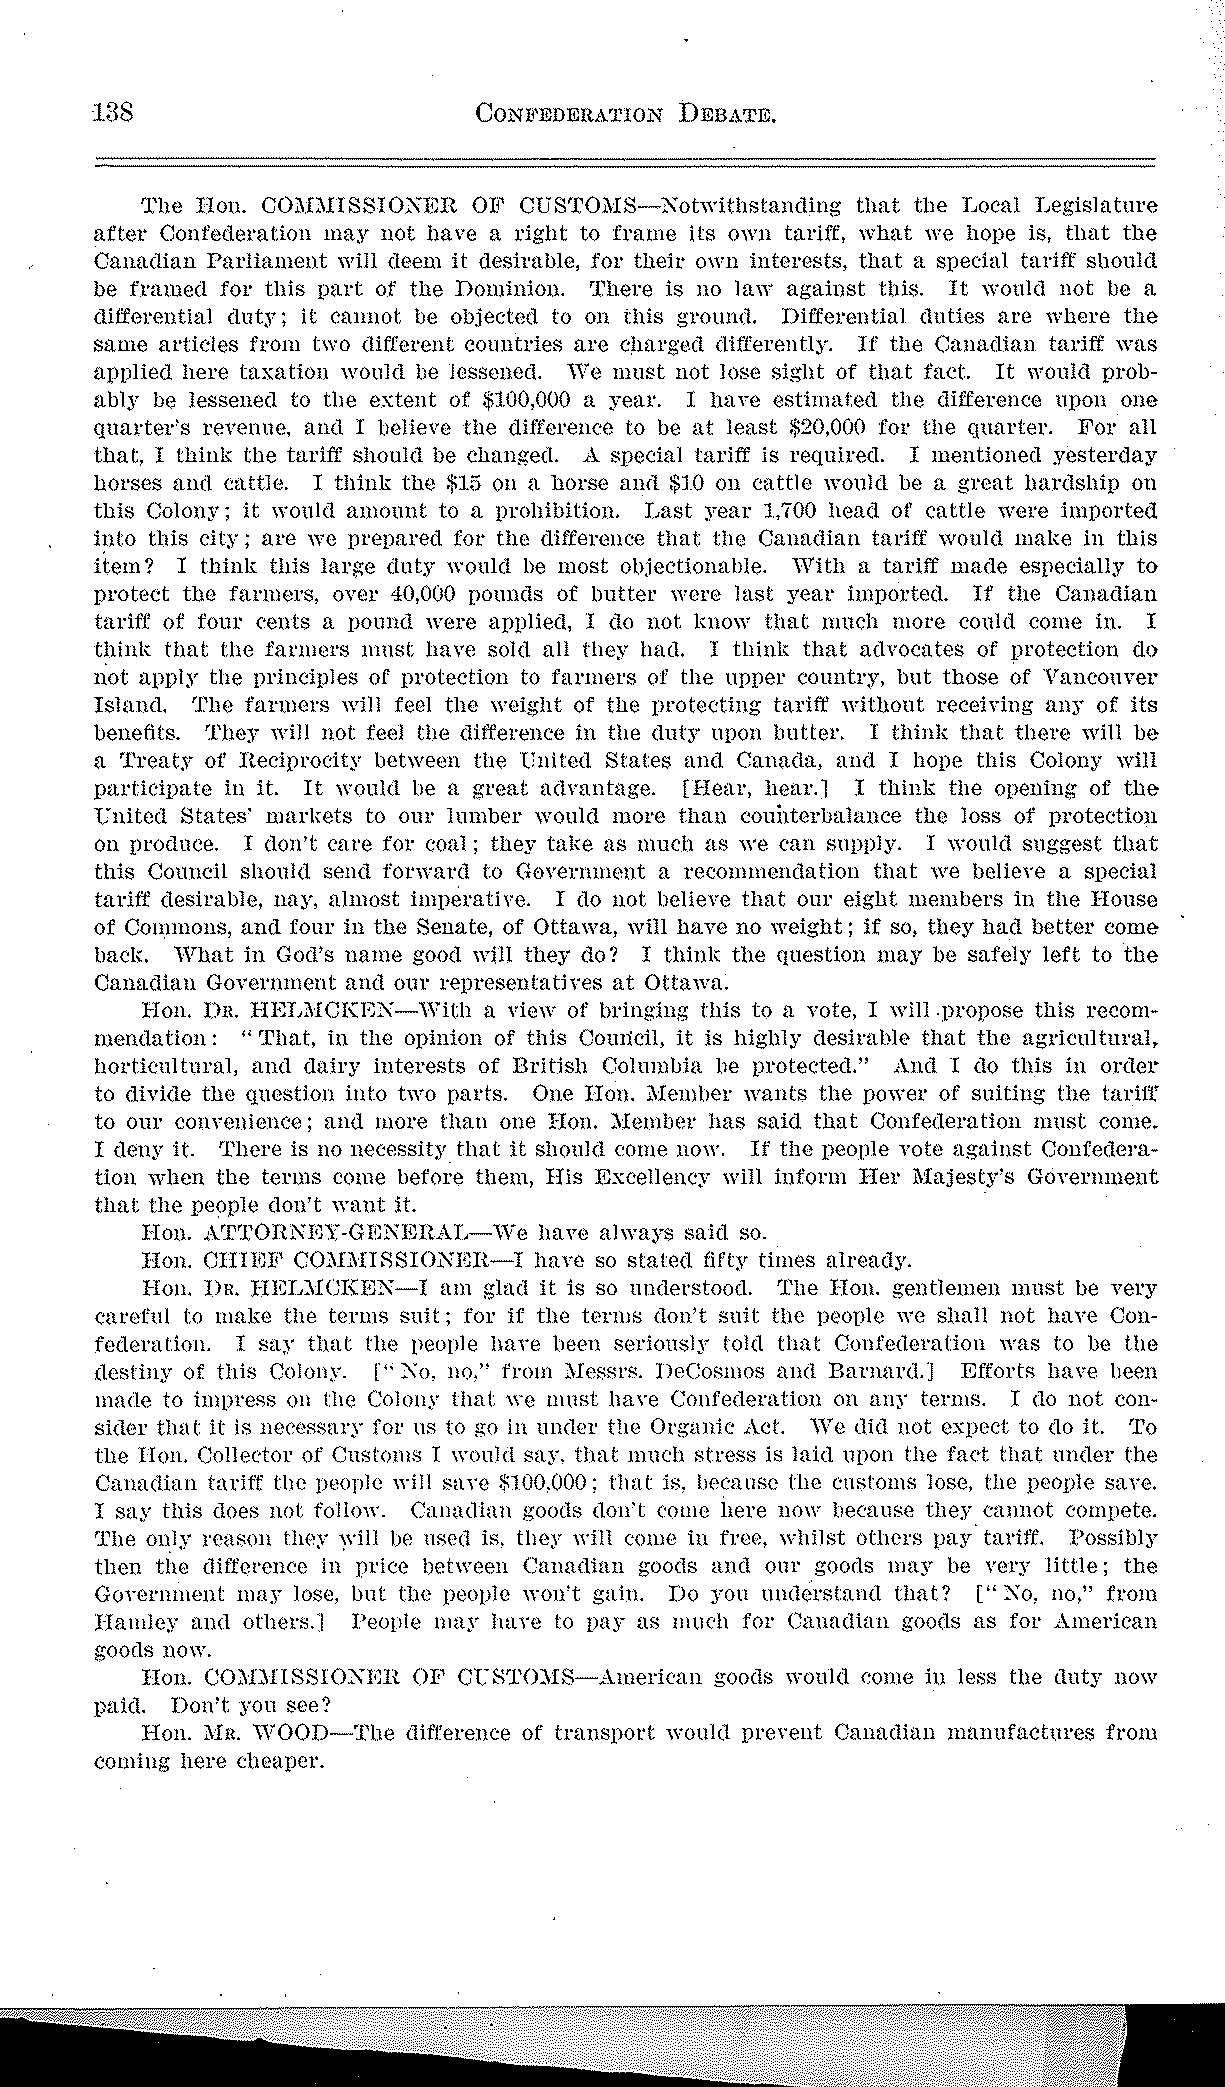 138 CONFEDERATION DEBATE.
The Hon. COMMISSIONER OF CUSTOMS—Notwithstanding that the Local Legislature
after Confederation may not have a right to frame its own tariff, what we hope is, that the
Canadian Parliament will deem it desirable, for their own interests, that a special tariff should
be framed for this part of the Dominion. There is no law against this. It would not be a
differential duty; it cannot be objected to on this ground. Differential duties are where the
same articles from two different countries are charged differently. If the Canadian tariff was
applied here taxation would be lessened. We must not lose sight of that fact. It would prob-
ably be lessened to the extent of $100,000 a year. I have estimated the difference upon one
quarter's revenue, and I believe the difference to be at least $20,000 for the quarter. For all
that, I think the tariff should be changed. A special tariff is required. I mentioned yesterday
horses and cattle. I think the $15 on a horse and $10 on cattle would be a great hardship on
this Colony; it would amount to a prohibition. Last year 1,700 head of cattle were imported
into this city; are we prepared for the difference that the Canadian tariff would make in this
item? I think this large duty would be most objectionable. With a tariff made especially to
protect the farmers, over 40,000 pounds of butter were last year imported. If the Canadian
tariff of four cents a pound were applied, I do not know that much more could come in. I
think that the farmers must have sold all they had. I think that advocates of protection do
not apply the principles of protection to farmers of the upper country, but those of Vancouver
Island. The farmers will feel the weight of the protecting tariff without receiving any of its
benefits. They will not feel the difference in the duty upon butter. I think that there will be
a Treaty of Reciprocity between the United States and Canada, and I hope this Colony will
participate in it. It would be a great advantage. [Hear, hear.] I think the opening of the
United States' markets to our lumber would more than counterbalance the loss of protection
on produce. I don't care for coal; they take as much as we can supply. I would suggest that
this Council should send forward to Government a recommendation that we believe a special
tariff desirable, nay, almost imperative. I do not believe that our eight members in the House
of Commons, and four in the Senate, of Ottawa, will have no weight; if so, they had better come
back. What in God's name good will they do? I think the question may be safely left to the
Canadian Government and our representatives at Ottawa.
Hon. DR. HELMCKEN—With a view of bringing this to a vote, I will propose this recom-
mendation: "That, in the opinion of this Council, it is highly desirable that the agricultural,
horticultural, and dairy interests of British Columbia be protected." And I do this in order
to divide the question into two parts. One Hon. Member wants the power of suiting the tariff
to our convenience; and more than one Hon. Member has said that Confederation must come.
I deny it. There is no necessity that it should come now. If the people vote against Confedera-
tion when the terms come before them, His Excellency will inform Her Majesty's Government
that the people don't want it.
Hon. ATTORNEY-GENERAL—We have always said so.
Hon. CHIEF COMMISSIONER—I have so stated fifty times already.
Hon. DR. HELMCKEN—I am glad it is so understood. The Hon. gentlemen must be very
careful to make the terms suit; for if the terms don't suit the people we shall not have Con-
federation. I say that the people have been seriously told that Confederation was to be the
destiny of this Colony. ["No, no," from Messrs. DeCosmos and Barnard.] Efforts have been
made to impress on the Colony that we must have Confederation on any terms. I do not con-
sider that it is necessary for us to go in under the Organic Act. We did not expect to do it. To
the Hon. Collector of Customs I would say, that much stress is laid upon the fact that under the
Canadian tariff the people will save $100,000; that is, because the customs lose, the people save.
I say this does not follow. Canadian goods don't come here now because they cannot compete.
The only reason they will be used is, they will come in free, whilst others pay tariff. Possibly
then the difference in price between Canadian goods and our goods may be very little; the
Government may lose, but the people won't gain. Do you understand that? ["No, no," from
Hamley and others.] People may have to pay as much for Canadian goods as for American
goods now.
Hon. COMMISSIONER OF CUSTOMS—American goods would come in less the duty now
paid. Don't you see?
Hon. MR. WOOD—The difference of transport would prevent Canadian manufactures from
coming here cheaper.